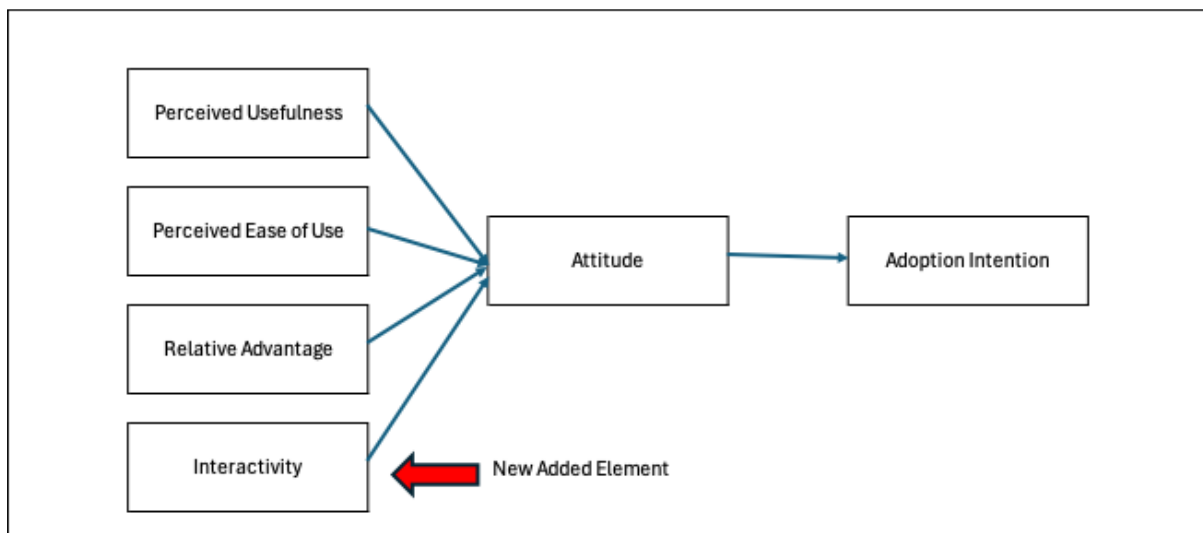 Perceived Usefulness
Perceived Ease of Use
Relative Advantage
Interactivity
Attitude
Adoption Intention
New Added Element